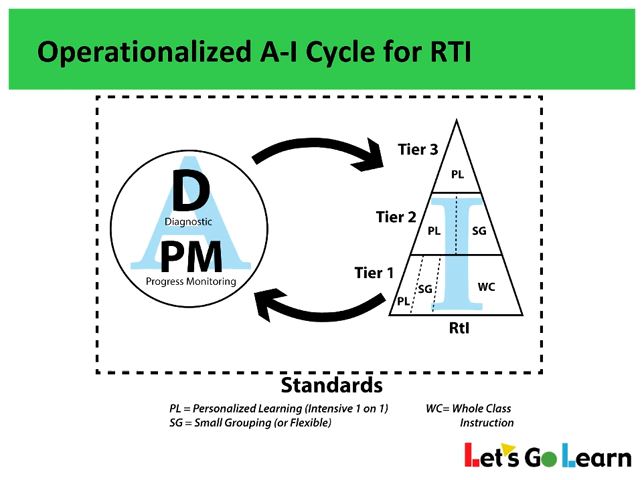 Operationalized A-I Cycle for RTI
A
D
Diagnostic
PM
Progress Monitoring
Tier 3
PL
Tier 2
I
PL
SG
Tier 1
PL
SG
WC
RtI
Standards
PL = Personalized Learning (Intensive 1 on 1)
SG = Small Grouping (or Flexible)
WC= Whole Class
Instruction
Let's Go Learn